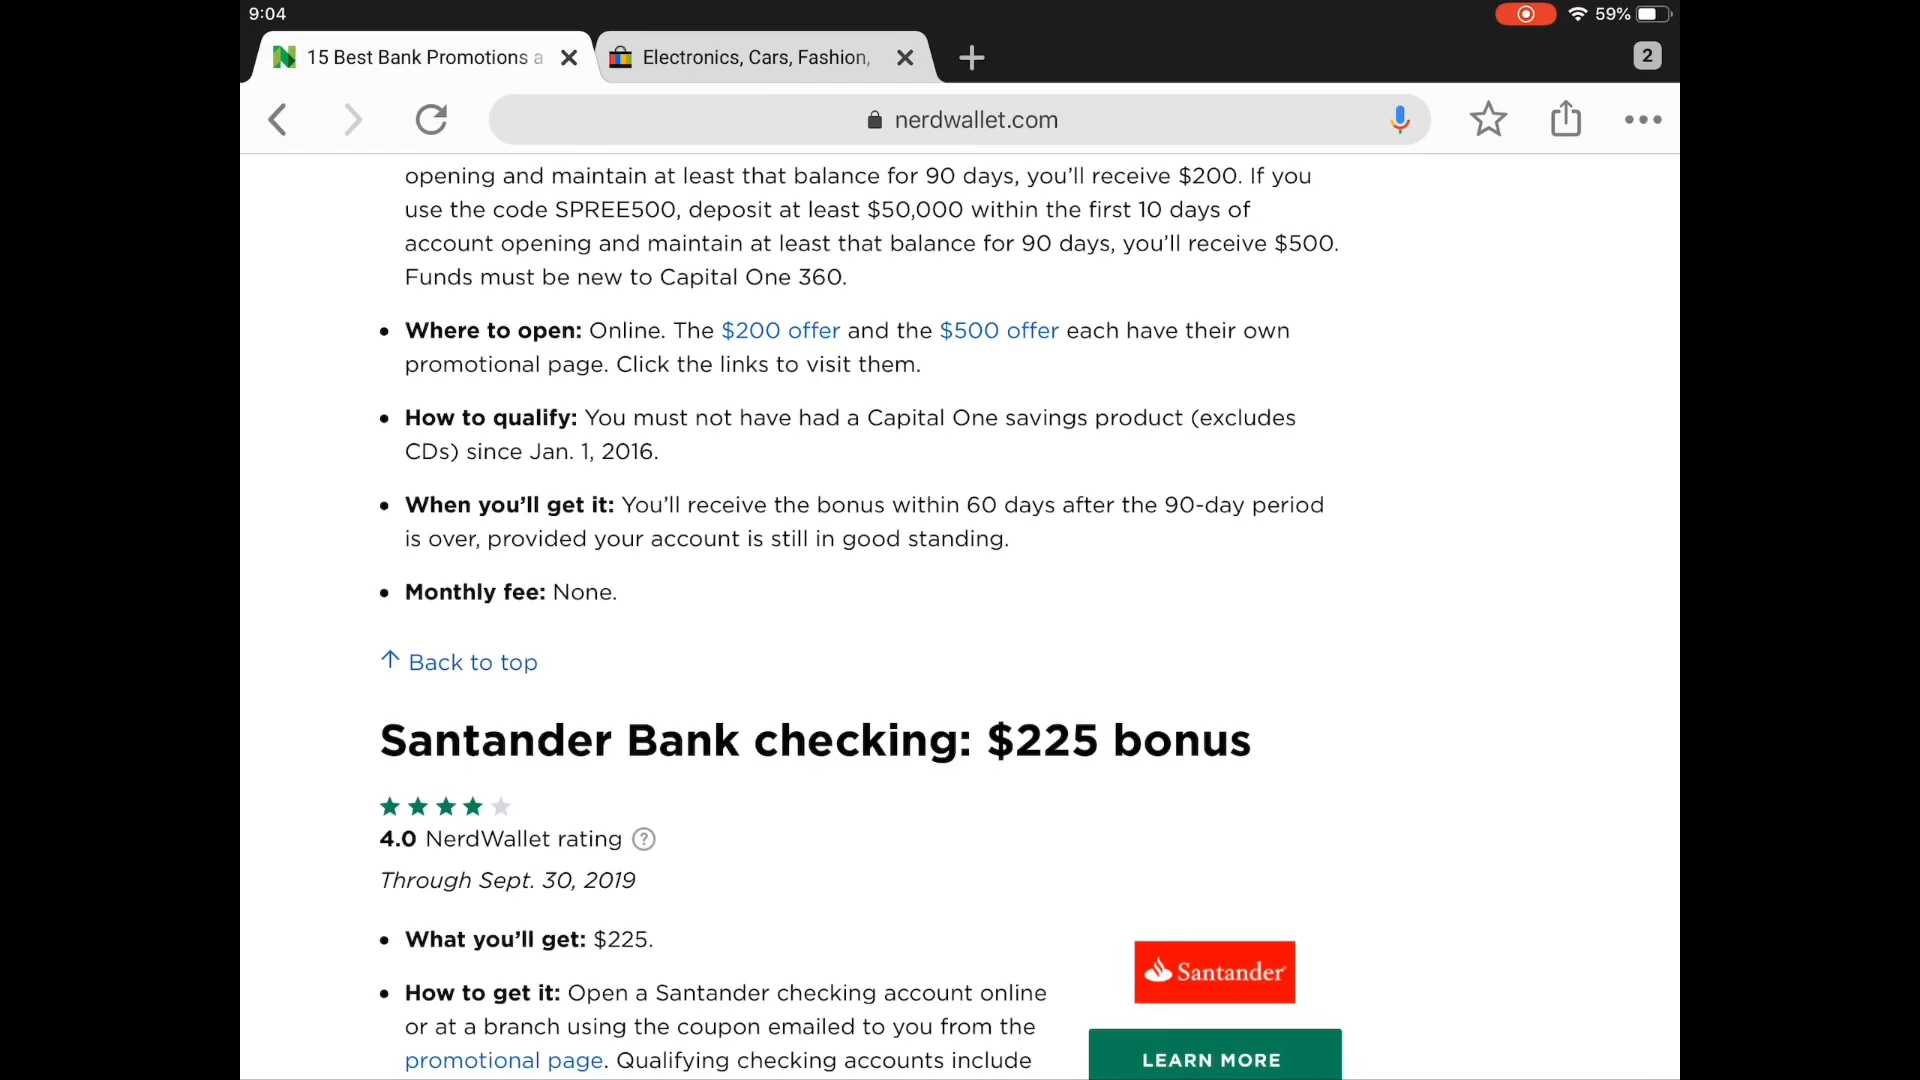 9:04
59%
15 Best Bank Promotions a
Electronics, Cars, Fashion,
2
nerdwallet.com
opening and maintain at least that balance for 90 days, you’ll receive $200. If you
use the code SPREE500, deposit at least $50,000 within the first 10 days of
account opening and maintain at least that balance for 90 days, you’ll receive $500.
Funds must be new to Capital One 360.
• Where to open: Online. The $200 offer and the $500 offer each have their own
promotional page. Click the links to visit them.
• How to qualify: You must not have had a Capital One savings product (excludes
CDs) since Jan. 1, 2016.
• When you’ll get it: You’ll receive the bonus within 60 days after the 90-day period
is over, provided your account is still in good standing.
• Monthly fee: None.
↑ Back to top
Santander Bank checking: $225 bonus
4.0 NerdWallet rating ?
Through Sept. 30, 2019
• What you’ll get: $225.
• How to get it: Open a Santander checking account online
or at a branch using the coupon emailed to you from the
promotional page. Qualifying checking accounts include
Santander
LEARN MORE